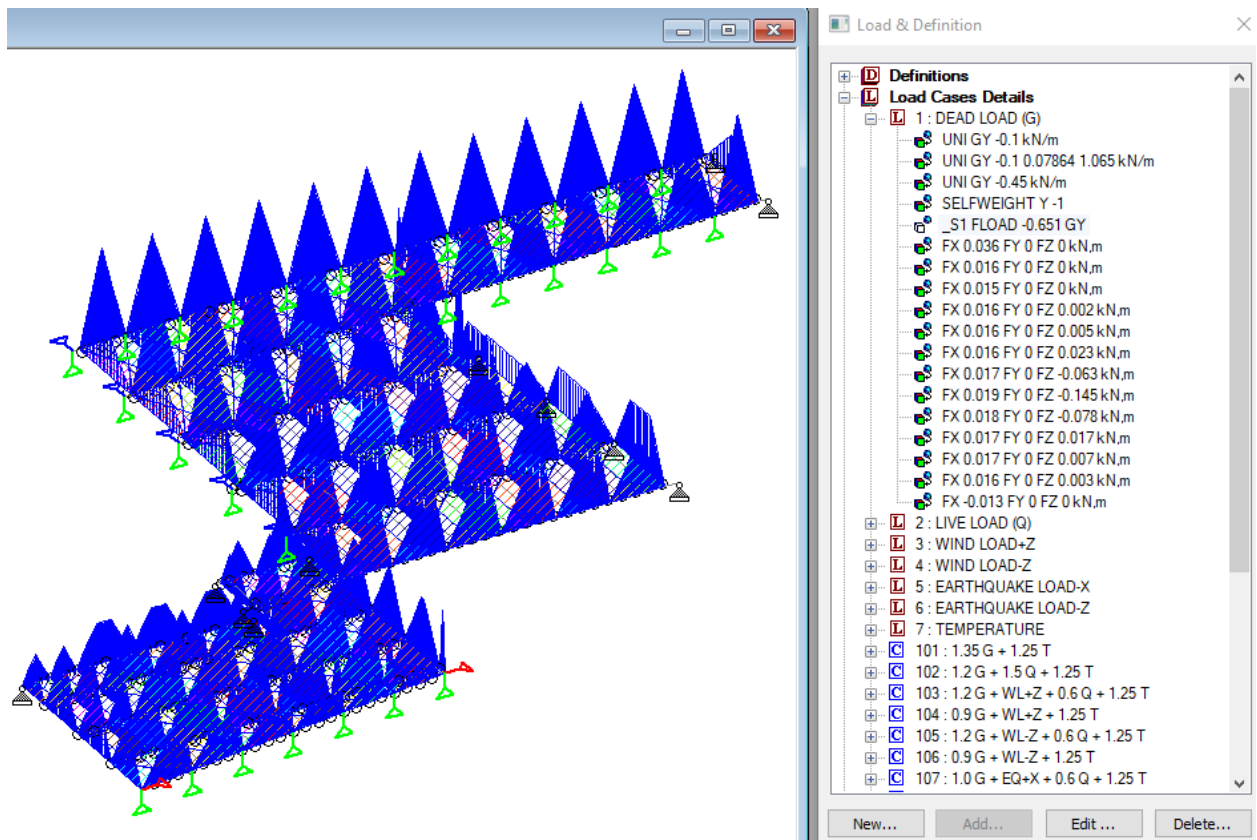 Load & Definition
Definitions
Load Cases Details
1 : DEAD LOAD (G)
UNI GY -0.1 kN/m
UNI GY -0.1 0.07864 1.065 kN/m
UNI GY -0.45 kN/m
SELFWEIGHT Y -1
_S1 FLOAD -0.651 GY
FX 0.036 FY 0 FZ 0 kN,m
FX 0.016 FY 0 FZ 0 kN,m
FX 0.015 FY 0 FZ 0 kN,m
FX 0.016 FY 0 FZ 0.002 kN,m
FX 0.016 FY 0 FZ 0.005 kN,m
FX 0.016 FY 0 FZ 0.023 kN,m
FX 0.017 FY 0 FZ -0.063 kN,m
FX 0.019 FY 0 FZ -0.145 kN,m
FX 0.018 FY 0 FZ -0.078 kN,m
FX 0.017 FY 0 FZ 0.017 kN,m
FX 0.017 FY 0 FZ 0.007 kN,m
FX 0.016 FY 0 FZ 0.003 kN,m
FX -0.013 FY 0 FZ 0 kN,m
2 : LIVE LOAD (Q)
3 : WIND LOAD+Z
4 : WIND LOAD-Z
5 : EARTHQUAKE LOAD-X
6 : EARTHQUAKE LOAD-Z
7 : TEMPERATURE
101 : 1.35 G + 1.25 T
102 : 1.2 G + 1.5 Q + 1.25 T
103 : 1.2 G + WL+Z + 0.6 Q + 1.25 T
104 : 0.9 G + WL+Z + 1.25 T
105 : 1.2 G + WL-Z + 0.6 Q + 1.25 T
106 : 0.9 G + WL-Z + 1.25 T
107 : 1.0 G + EQ+X + 0.6 Q + 1.25 T
New... Add... Edit ... Delete...